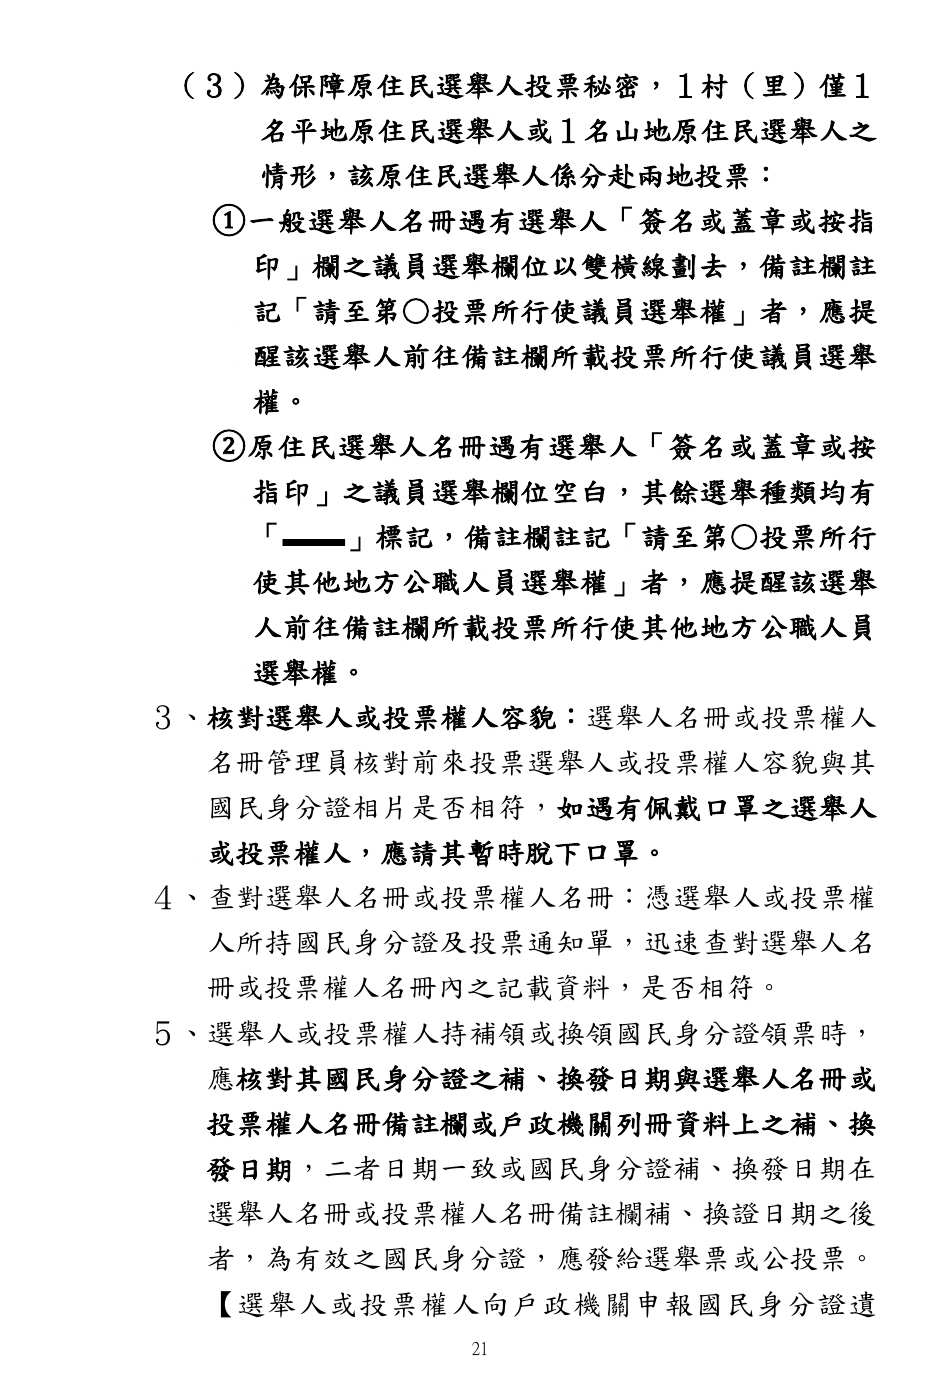 （３）為保障原住民選舉人投票秘密，１村（里）僅１
名平地原住民選舉人或１名山地原住民選舉人之
情形，該原住民選舉人係分赴兩地投票：
①一般選舉人名冊遇有選舉人「簽名或蓋章或按指
印」欄之議員選舉欄位以雙橫線劃去，備註欄註
記「請至第○投票所行使議員選舉權」者，應提
醒該選舉人前往備註欄所載投票所行使議員選舉
權。
②原住民選舉人名冊遇有選舉人「簽名或蓋章或按
指印」之議員選舉欄位空白，其餘選舉種類均有
「▬▬」標記，備註欄註記「請至第○投票所行
使其他地方公職人員選舉權」者，應提醒該選舉
人前往備註欄所載投票所行使其他地方公職人員
選舉權。
３、核對選舉人或投票權人容貌：選舉人名冊或投票權人
名冊管理員核對前來投票選舉人或投票權人容貌與其
國民身分證相片是否相符，如遇有佩戴口罩之選舉人
或投票權人，應請其暫時脫下口罩。
４、查對選舉人名冊或投票權人名冊：憑選舉人或投票權
人所持國民身分證及投票通知單，迅速查對選舉人名
冊或投票權人名冊內之記載資料，是否相符。
５、選舉人或投票權人持補領或換領國民身分證領票時，
應核對其國民身分證之補、換發日期與選舉人名冊或
投票權人名冊備註欄或戶政機關列冊資料上之補、換
發日期，二者日期一致或國民身分證補、換發日期在
選舉人名冊或投票權人名冊備註欄補、換證日期之後
者，為有效之國民身分證，應發給選舉票或公投票。
【選舉人或投票權人向戶政機關申報國民身分證遺
21